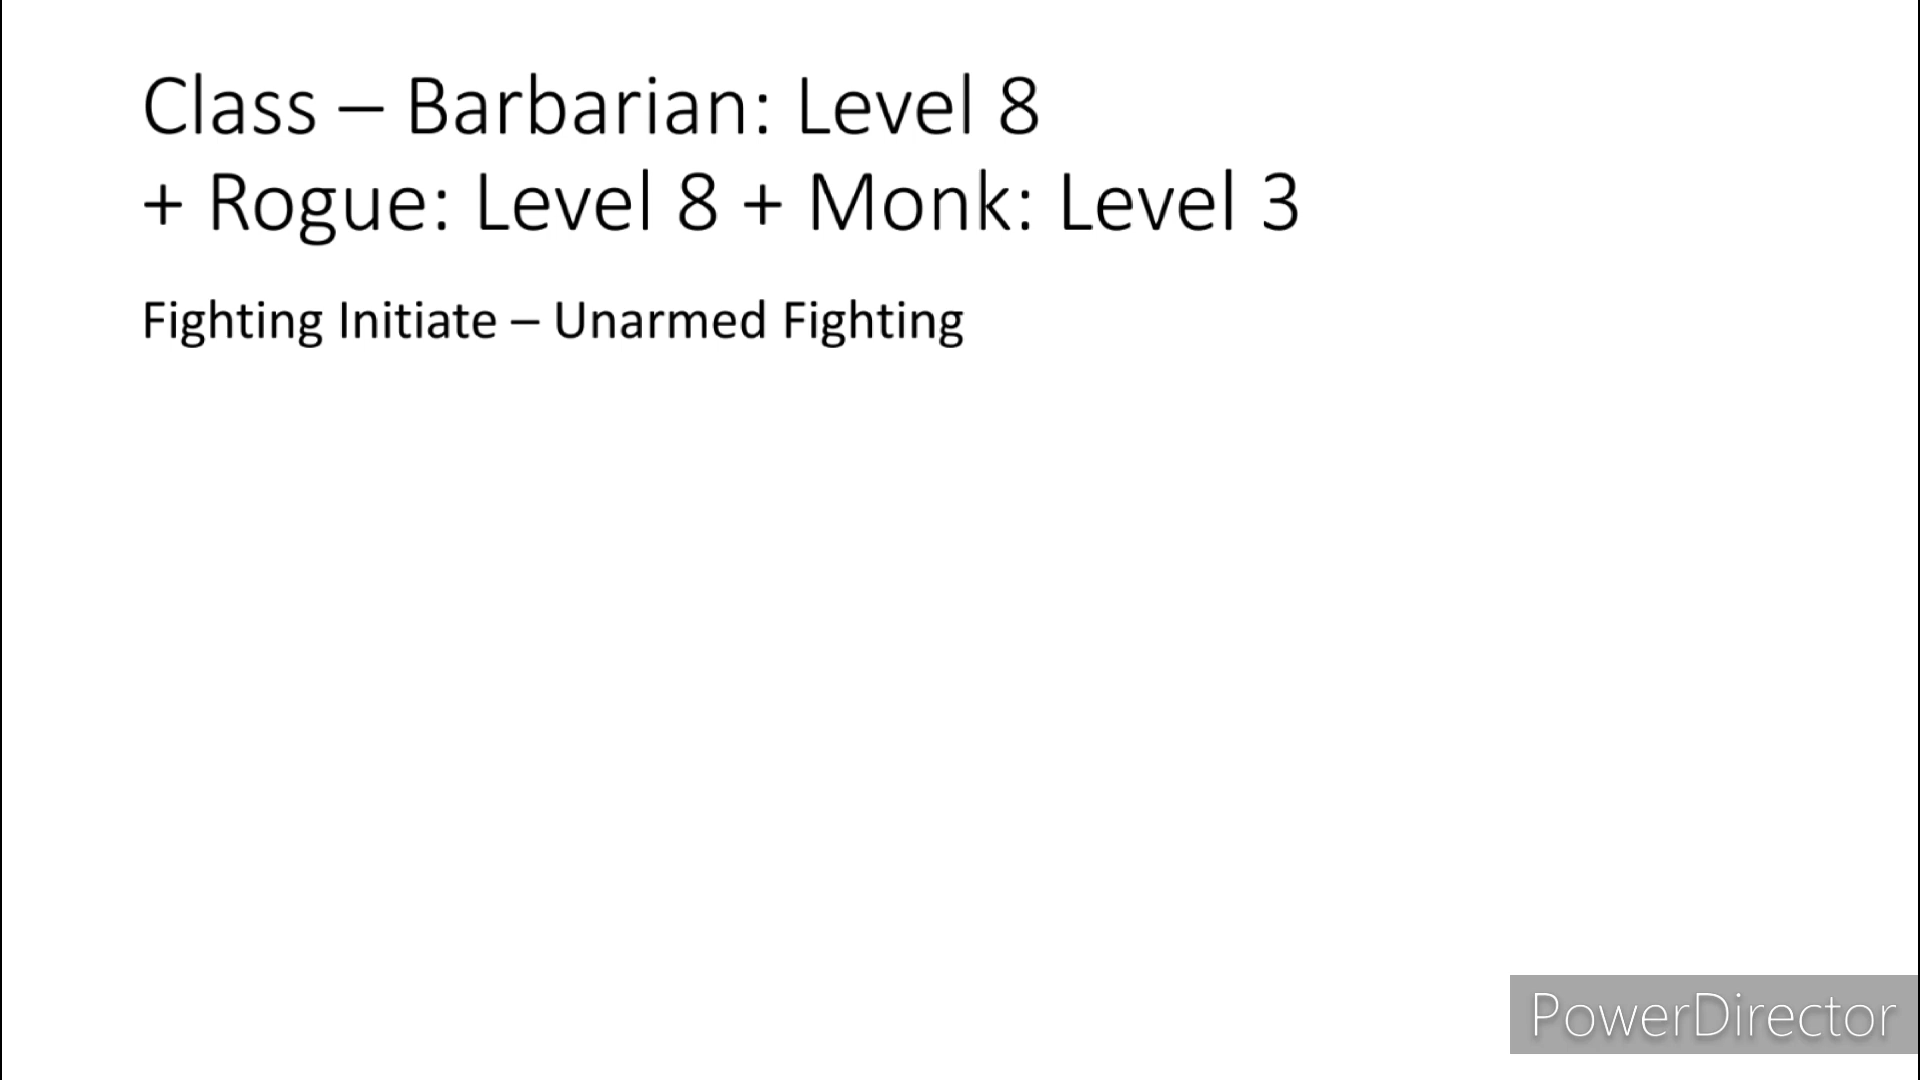 Class – Barbarian: Level 8
+ Rogue: Level 8 + Monk: Level 3
Fighting Initiate – Unarmed Fighting
PowerDirector